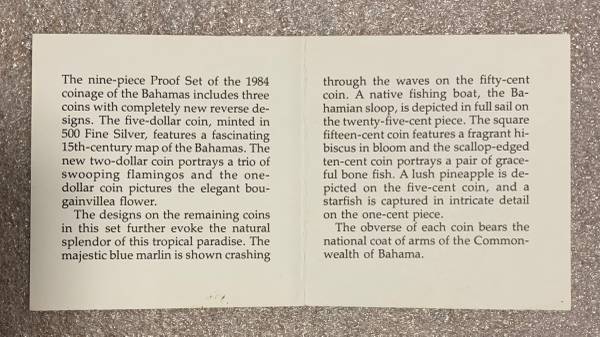 The nine-piece Proof Set of the 1984
coinage of the Bahamas includes three
coins with completely new reverse de-
signs. The five-dollar coin, minted in
500 Fine Silver, features a fascinating
15th-century map of the Bahamas. The
new two-dollar coin portrays a trio of
swooping flamingos and the one-
dollar coin pictures the elegant bou-
gainvillea flower.
The designs on the remaining coins
in this set further evoke the natural
splendor of this tropical paradise. The
majestic blue marlin is shown crashing
through the waves on the fifty-cent
coin. A native fishing boat, the Ba-
hamian sloop, is depicted in full sail on
the twenty-five-cent piece. The square
fifteen-cent coin features a fragrant hi-
biscus in bloom and the scallop-edged
ten-cent coin portrays a pair of grace-
ful bone fish. A lush pineapple is de-
picted on the five-cent coin, and a
starfish is captured in intricate detail
on the one-cent piece.
The obverse of each coin bears the
national coat of arms of the Common-
wealth of Bahama.